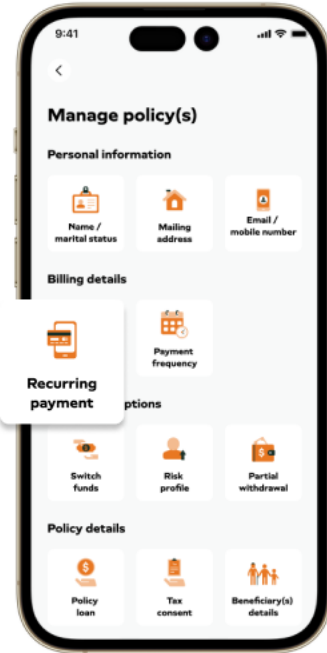 9:41
Manage policy(s)
Personal information
Name /
marital status
Mailing
address
Email /
mobile number
Billing details
Recurring
payment
Payment
frequency
ptions
Switch
funds
Risk
profile
Partial
withdrawal
Policy details
Policy
loan
Tax
consent
Beneficiary(s)
details